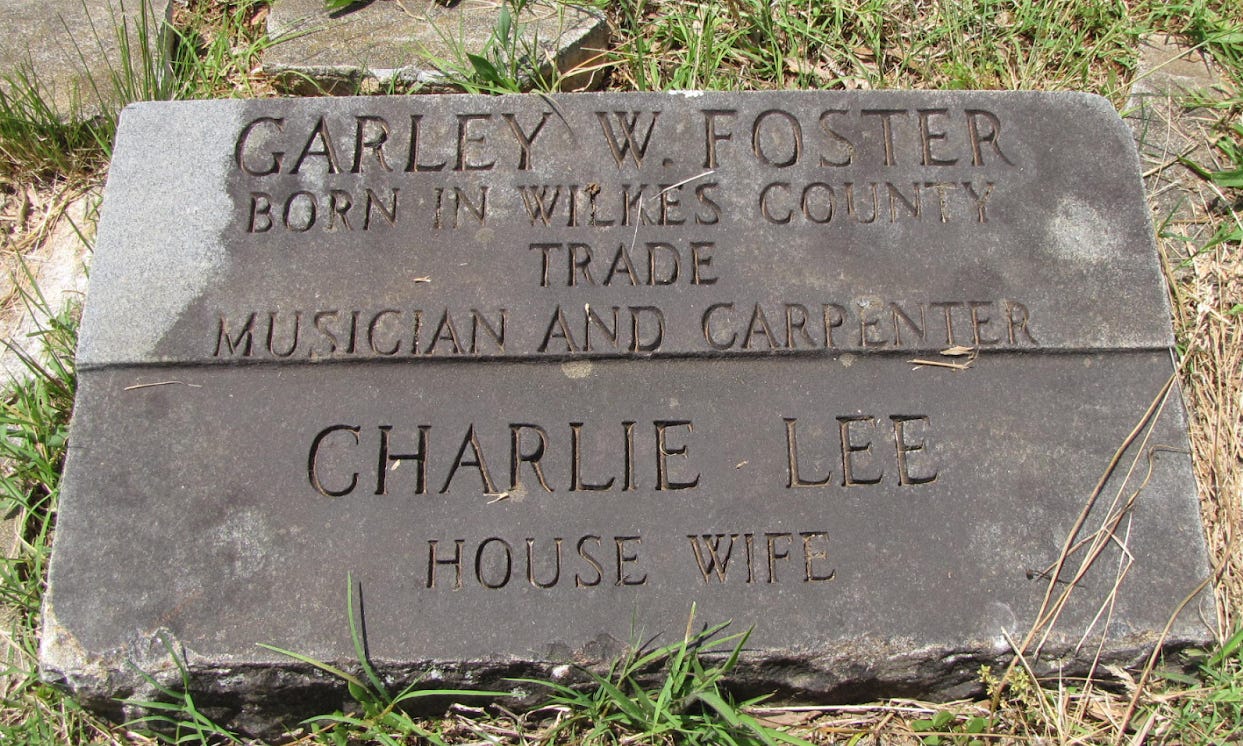 GARLEY W. FOSTER
BORN IN WILKES COUNTY
TRADE
MUSICIAN AND CARPENTER
CHARLIE LEE
HOUSE WIFE